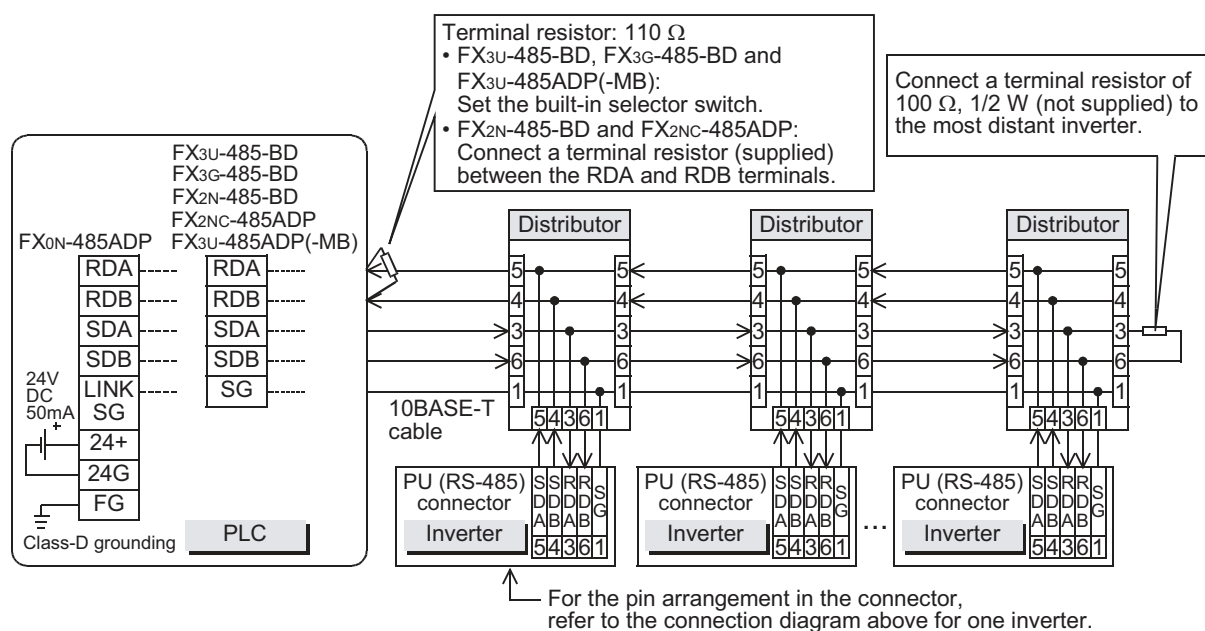 Terminal resistor: 110 Ω
• FX3U-485-BD, FX3G-485-BD and
FX3U-485ADP(-MB):
Set the built-in selector switch.
• FX2N-485-BD and FX2NC-485ADP:
Connect a terminal resistor (supplied)
between the RDA and RDB terminals.
Connect a terminal resistor of
100 Ω, 1/2 W (not supplied) to
the most distant inverter.
FX3U-485-BD
FX3G-485-BD
FX2N-485-BD
FX2NC-485ADP
FX0N-485ADP FX3U-485ADP(-MB)
RDA RDA
RDB RDB
SDA SDA
SDB SDB
LINK SG
SG
24+
24G
FG
24V
DC
50mA
+
Class-D grounding
PLC
10BASE-T
cable
Distributor
5 5
4 4
3 3
6 6
1 1
5 4 3 6 1
Distributor
5 5
4 4
3 3
6 6
1 1
5 4 3 6 1
Distributor
5 5
4 4
3 3
6 6
1 1
5 4 3 6 1
PU (RS-485)
connector
Inverter
SDA SDB RDA RDB SG
5 4 3 6 1
PU (RS-485)
connector
Inverter
SDA SDB RDA RDB SG
5 4 3 6 1
...
PU (RS-485)
connector
Inverter
SDA SDB RDA RDB SG
5 4 3 6 1
For the pin arrangement in the connector,
refer to the connection diagram above for one inverter.